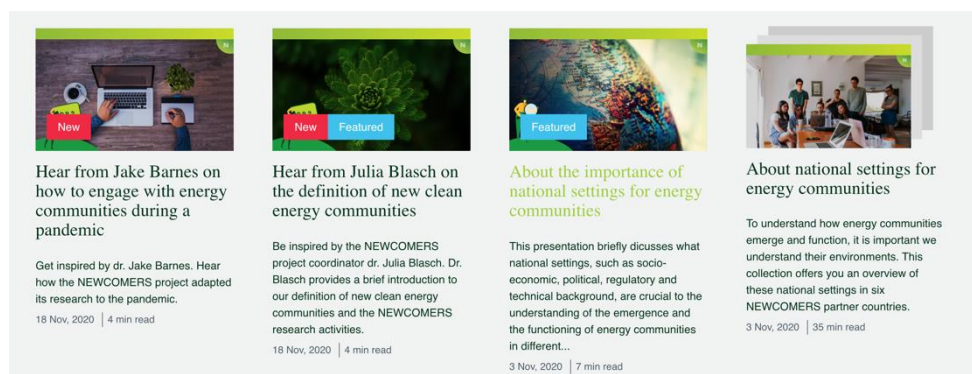 N
New
Hear from Jake Barnes on
how to engage with energy
communities during a
pandemic
Get inspired by dr. Jake Barnes. Hear
how the NEWCOMERS project adapted
its research to the pandemic.
18 Nov, 2020 | 4 min read
N
New Featured
Hear from Julia Blasch on
the definition of new clean
energy communities
Be inspired by the NEWCOMERS
project coordinator dr. Julia Blasch. Dr.
Blasch provides a brief introduction to
our definition of new clean energy
communities and the NEWCOMERS
research activities.
18 Nov, 2020 | 4 min read
N
Featured
About the importance of
national settings for energy
communities
This presentation briefly dicusses what
national settings, such as socio-
economic, political, regulatory and
technical background, are crucial to the
understanding of the emergence and
the functioning of energy communities
in different...
3 Nov, 2020 | 7 min read
N
About national settings for
energy communities
To understand how energy communities
emerge and function, it is important we
understand their environments. This
collection offers you an overview of
these national settings in six
NEWCOMERS partner countries.
3 Nov, 2020 | 35 min read